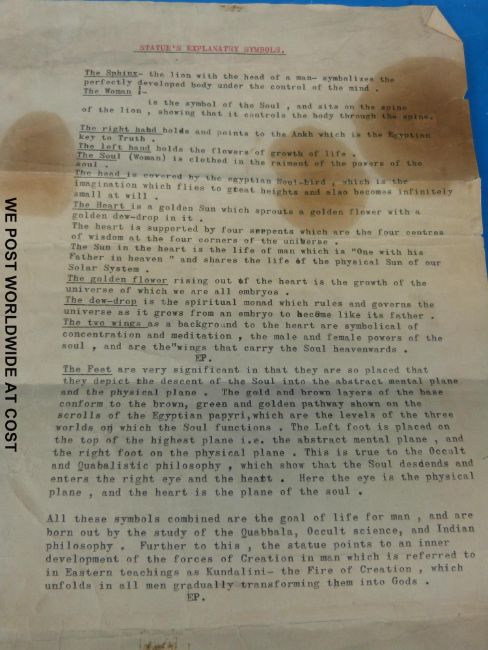 STATUE'S EXPLANATRY SYMBOLS.
The Sphinx- the lion with the head of a man- symbolizes the
perfectly developed body under the control of the mind .
The Woman :-
is the symbol of the Soul , and sits on the spine
of the lion , showing that it controls the body through the spine.
The right hand holds and points to the Ankh which is the Egyptian
key to Truth .
The left hand holds the flowers of growth of life .
The Soul (Woman) is clothed in the raiment of the powers of the
soul .
The head is covered by the egyptian Soul-bird , which is the
imagination which flies to great heights and also becomes infinitely
small at will .
The Heart is a golden Sun which sprouts a golden flower with a
golden dew-drop in it .
The heart is supported by four serpents which are the four centres
of wisdom at the four corners of the universe .
The Sun in the heart is the life of man which is "One with his
Father in heaven " and shares the life of the physical Sun of our
Solar System .
The golden flower rising out of the heart is the growth of the
universe of which we are all embryos .
The dew-drop is the spiritual monad which rules and governs the
universe as it grows from an embryo to become like its father .
The two wings as a background to the heart are symbolical of
concentration and meditation , the male and female powers of the
soul , and are the"wings that carry the Soul heavenwards .
EP.
The Feet are very significant in that they are so placed that
they depict the descent of the Soul into the abstract mental plane
and the physical plane . The gold and brown layers of the base
conform to the brown, green and golden pathway shown on the
scrolls of the Egyptian papyri,which are the levels of the three
worlds on which the Soul functions . The Left foot is placed on
the top of the highest plane i.e. the abstract mental plane , and
the right foot on the physical plane . This is true to the Occult
and Quabalistic philosophy , which show that the Soul desdends and
enters the right eye and the heart . Here the eye is the physical
plane , and the heart is the plane of the soul .
All these symbols combined are the goal of life for man , and are
born out by the study of the Quabbala, Occult science, and Indian
philosophy . Further to this , the statue points to an inner
development of the forces of Creation in man which is referred to
in Eastern teachings as Kundalini- the Fire of Creation , which
unfolds in all men gradually transforming them into Gods .
EP.
WE POST WORLDWIDE AT COST